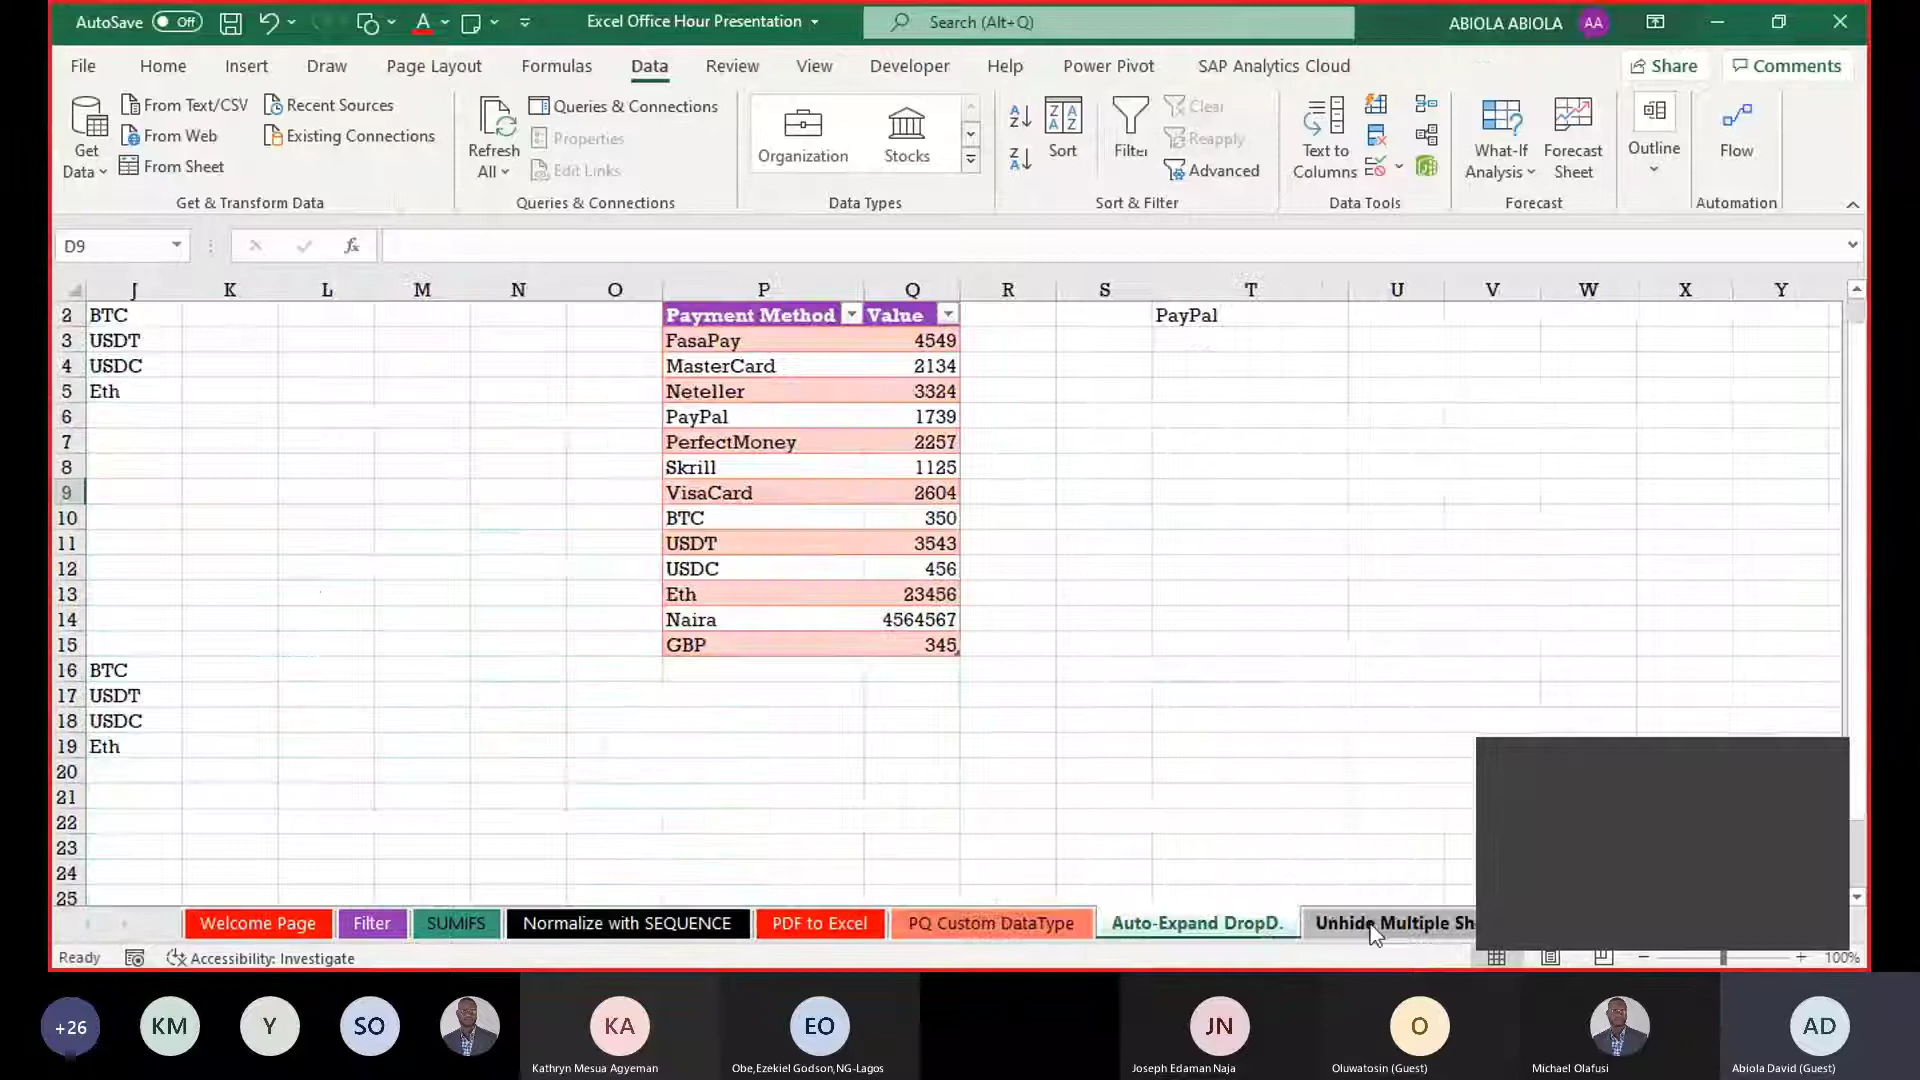 AutoSave Off Excel Office Hour Presentation Search (Alt+Q) ABIOLA ABIOLA AA
File Home Insert Draw Page Layout Formulas Data Review View Developer Help Power Pivot SAP Analytics Cloud Share Comments
Get Data
From Text/CSV
From Web
From Sheet
Recent Sources
Existing Connections
Get & Transform Data
Refresh All
Queries & Connections
Properties
Edit Links
Queries & Connections
Organization
Stocks
Data Types
Sort
Filter
Clear
Reapply
Advanced
Sort & Filter
Text to Columns
Data Tools
What-If Analysis
Forecast Sheet
Forecast
Outline
Flow
Automation
D9 fx
J K L M N O P Q R S T U V W X Y
2 BTC Payment Method Value PayPal
3 USDT FasaPay 4549
4 USDC MasterCard 2134
5 Eth Neteller 3324
6 PayPal 1739
7 PerfectMoney 2257
8 Skrill 1125
9 VisaCard 2604
10 BTC 350
11 USDT 3543
12 USDC 456
13 Eth 23456
14 Naira 4564567
15 GBP 345
16 BTC
17 USDT
18 USDC
19 Eth
20
21
22
23
24
25
Welcome Page Filter SUMIFS Normalize with SEQUENCE PDF to Excel PQ Custom DataType Auto-Expand DropD. Unhide Multiple Sh
Ready Accessibility: Investigate 100%
+26 KM Y SO KA EO JN O AD
Kathryn Mesua Agyeman Obe,Ezekiel Godson,NG-Lagos Joseph Edaman Naja Oluwatosin (Guest) Michael Olafusi Abiola David (Guest)